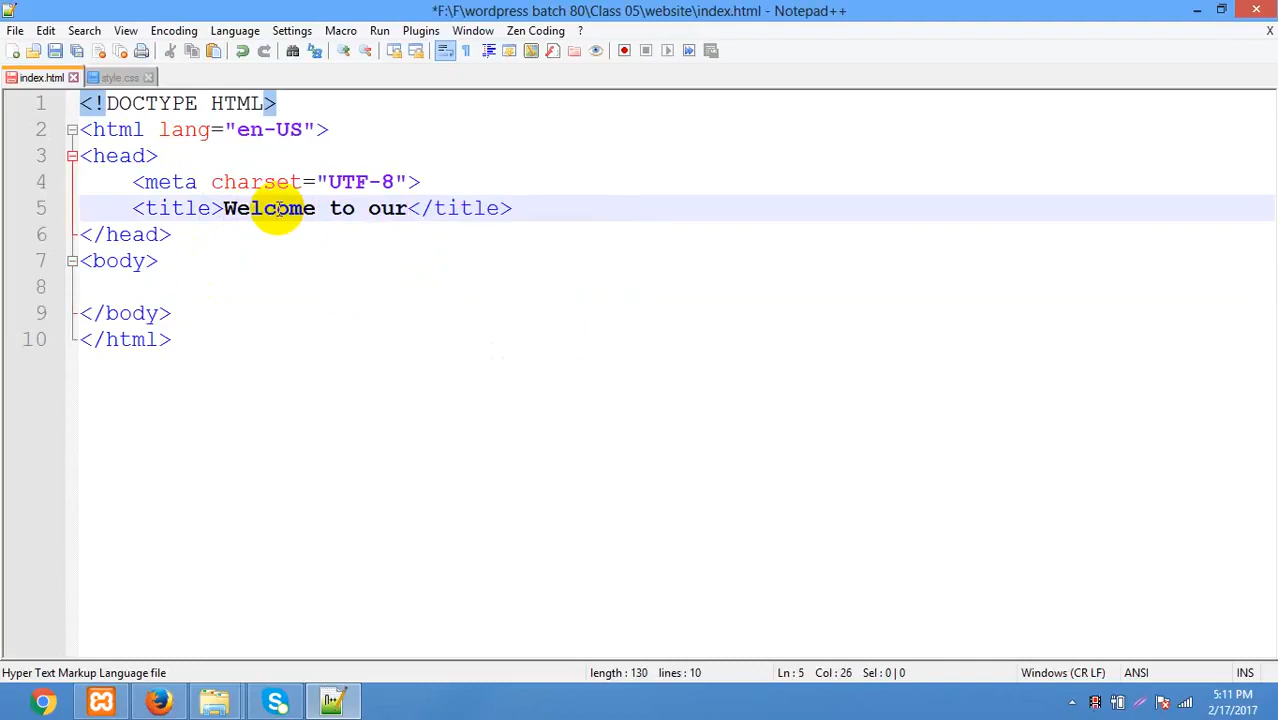 *F:\F\wordpress batch 80\Class 05\website\index.html - Notepad++
File Edit Search View Encoding Language Settings Macro Run Plugins Window Zen Coding ? X
index.html style.css
1 <!DOCTYPE HTML>
2 <html lang="en-US">
3 <head>
4 <meta charset="UTF-8">
5 <title>Welcome to our</title>
6 </head>
7 <body>
8
9 </body>
10 </html>
Hyper Text Markup Language file length : 130 lines : 10 Ln : 5 Col : 26 Sel : 0 | 0 Windows (CR LF) ANSI INS
5:11 PM
2/17/2017